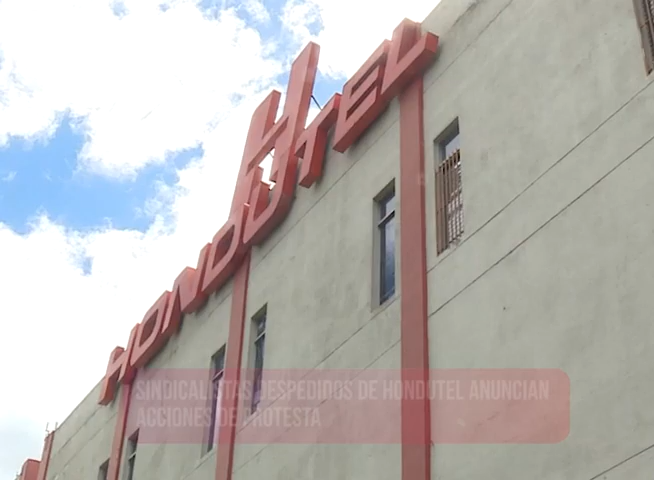 HONDUTEL
SINDICALISTAS DESPEDIDOS DE HONDUTEL ANUNCIAN
ACCIONES DE PROTESTA